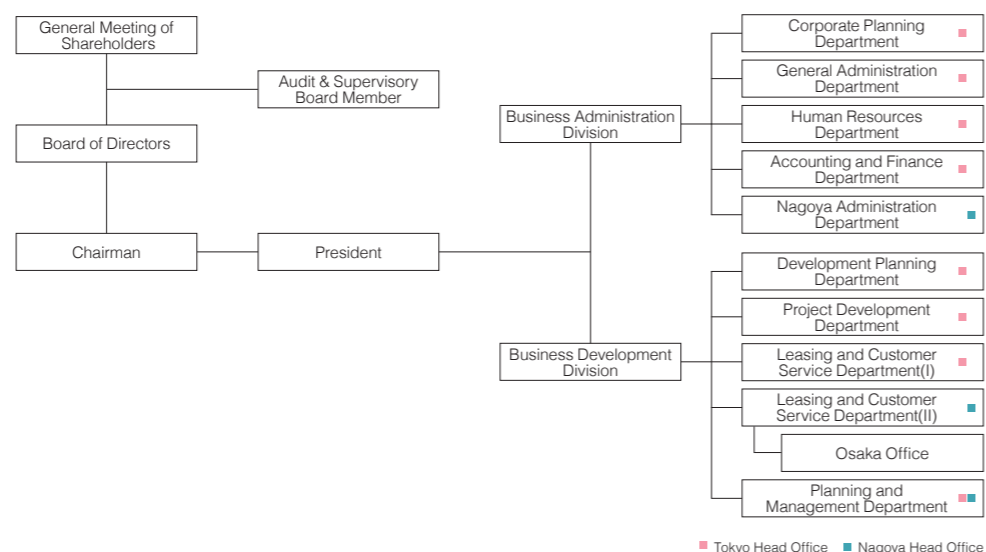 General Meeting of
Shareholders
Audit & Supervisory
Board Member
Board of Directors
Chairman
President
Business Administration
Division
Corporate Planning
Department
General Administration
Department
Human Resources
Department
Accounting and Finance
Department
Nagoya Administration
Department
Business Development
Division
Development Planning
Department
Project Development
Department
Leasing and Customer
Service Department(I)
Leasing and Customer
Service Department(II)
Osaka Office
Planning and
Management Department
Tokyo Head Office
Nagoya Head Office